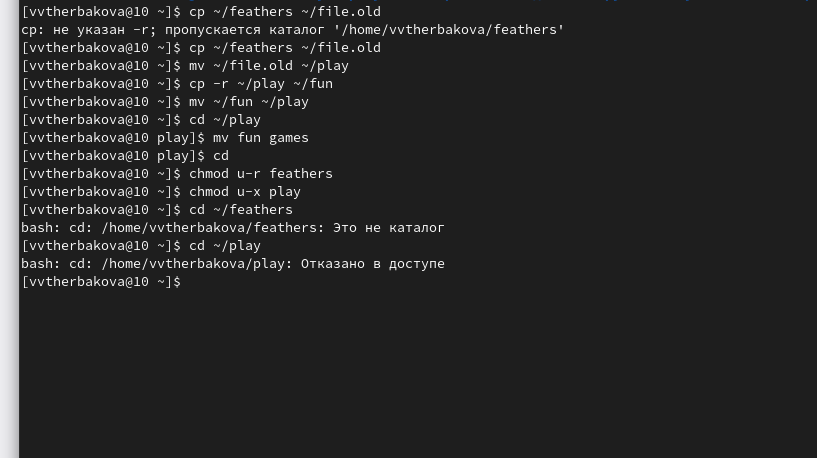 [vvtherbakova@10 ~]$ cp ~/feathers ~/file.old
cp: не указан -r; пропускается каталог '/home/vvtherbakova/feathers'
[vvtherbakova@10 ~]$ cp ~/feathers ~/file.old
[vvtherbakova@10 ~]$ mv ~/file.old ~/play
[vvtherbakova@10 ~]$ cp -r ~/play ~/fun
[vvtherbakova@10 ~]$ mv ~/fun ~/play
[vvtherbakova@10 ~]$ cd ~/play
[vvtherbakova@10 play]$ mv fun games
[vvtherbakova@10 play]$ cd
[vvtherbakova@10 ~]$ chmod u-r feathers
[vvtherbakova@10 ~]$ chmod u-x play
[vvtherbakova@10 ~]$ cd ~/feathers
bash: cd: /home/vvtherbakova/feathers: Это не каталог
[vvtherbakova@10 ~]$ cd ~/play
bash: cd: /home/vvtherbakova/play: Отказано в доступе
[vvtherbakova@10 ~]$